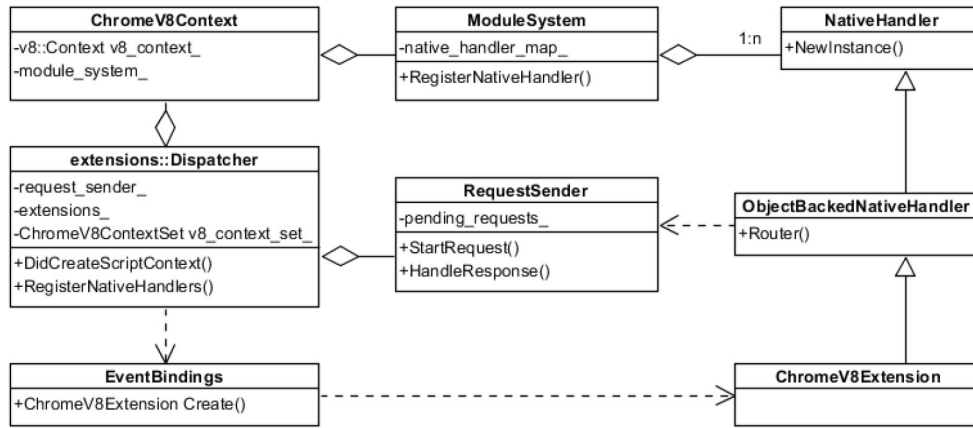 ChromeV8Context
-v8::Context v8_context_
-module_system_
ModuleSystem
-native_handler_map_
+RegisterNativeHandler()
1:n
NativeHandler
+NewInstance()
extensions::Dispatcher
-request_sender_
-extensions_
-ChromeV8ContextSet v8_context_set_
+DidCreateScriptContext()
+RegisterNativeHandlers()
RequestSender
-pending_requests_
+StartRequest()
+HandleResponse()
ObjectBackedNativeHandler
+Router()
EventBindings
+ChromeV8Extension Create()
ChromeV8Extension